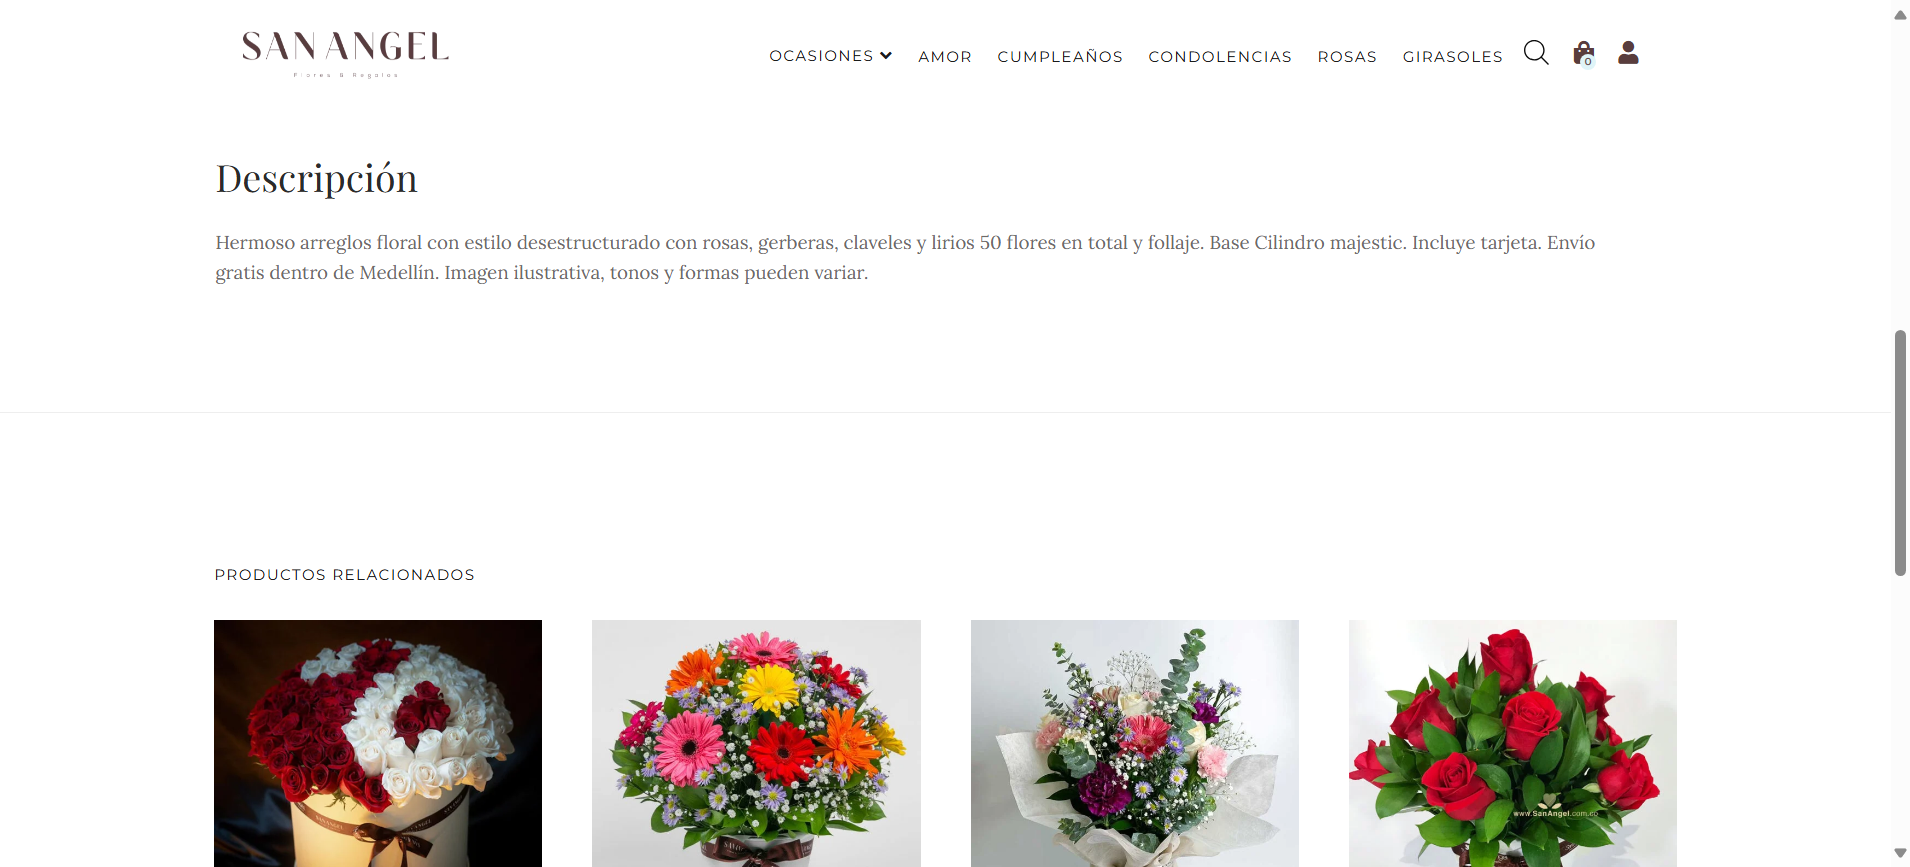 SAN ANGEL
Flores & Regalos
OCASIONES
AMOR
CUMPLEAÑOS
CONDOLENCIAS
ROSAS
GIRASOLES
0
Descripción
Hermoso arreglos floral con estilo desestructurado con rosas, gerberas, claveles y lirios 50 flores en total y follaje. Base Cilindro majestic. Incluye tarjeta. Envío
gratis dentro de Medellín. Imagen ilustrativa, tonos y formas pueden variar.
PRODUCTOS RELACIONADOS
SAN ANGEL
www.SanAngel.com.co